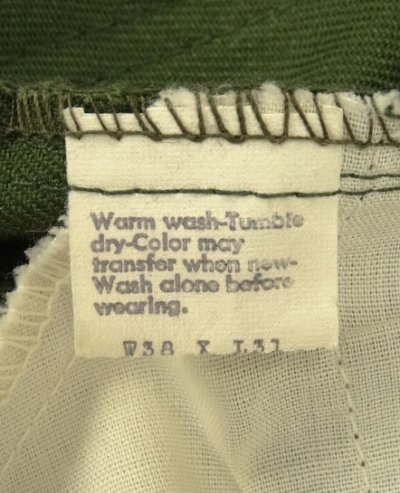 Warm wash-Tumble
dry-Color may
transfer when new-
Wash alone before
wearing.
W38 X L31